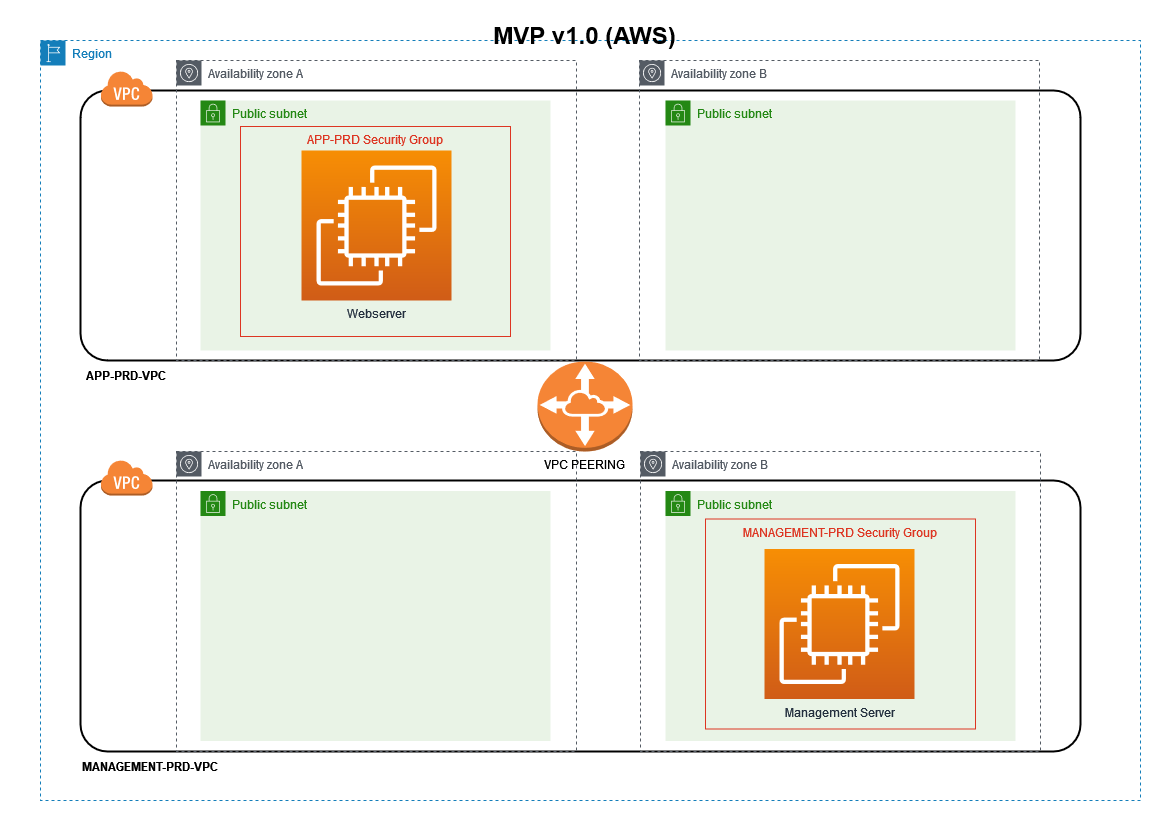 MVP v1.0 (AWS)
Region
Availability zone A
Availability zone B
VPC
Public subnet
Public subnet
APP-PRD Security Group
Webserver
APP-PRD-VPC
VPC PEERING
Availability zone A
Availability zone B
VPC
Public subnet
Public subnet
MANAGEMENT-PRD Security Group
Management Server
MANAGEMENT-PRD-VPC